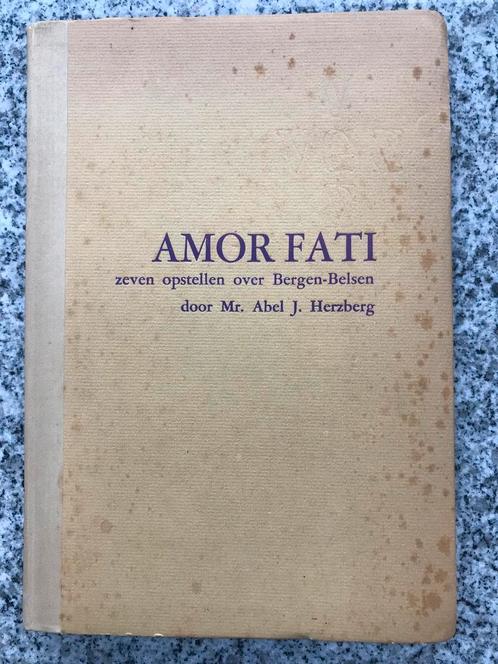 AMOR FATI
zeven opstellen over Bergen-Belsen
door Mr. Abel J. Herzberg